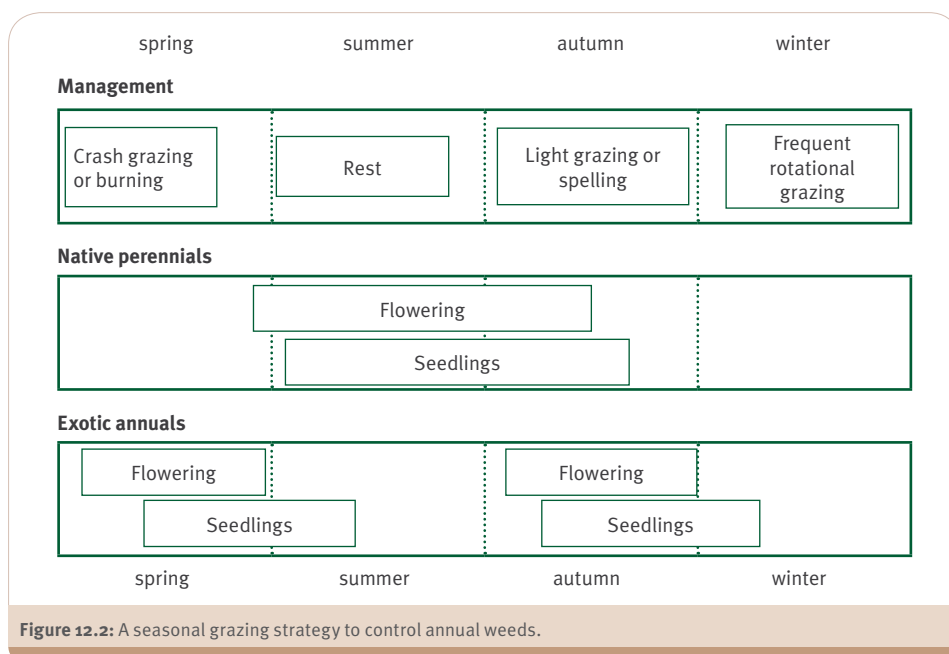 spring summer autumn winter
Management
Crash grazing
or burning
Rest
Light grazing or
spelling
Frequent
rotational
grazing
Native perennials
Flowering
Seedlings
Exotic annuals
Flowering Flowering
Seedlings Seedlings
spring summer autumn winter
Figure 12.2: A seasonal grazing strategy to control annual weeds.